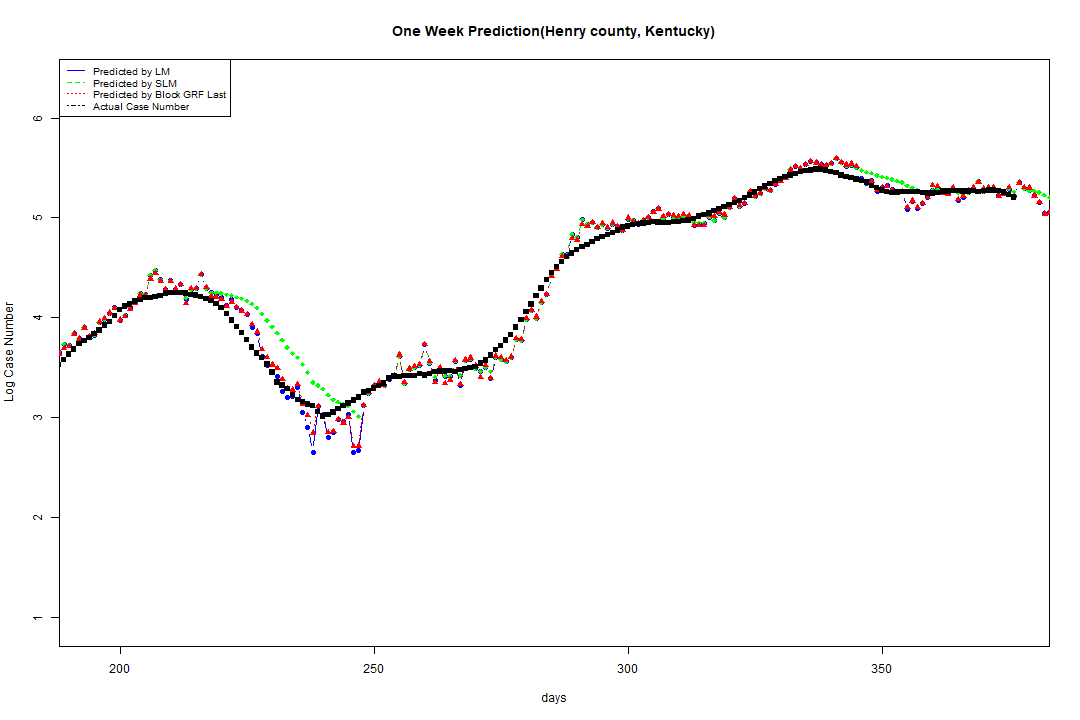 One Week Prediction(Henry county, Kentucky)
Predicted by LM
Predicted by SLM
Predicted by Block GRF Last
Actual Case Number
Log Case Number
6
5
4
3
2
1
200
250
300
350
days